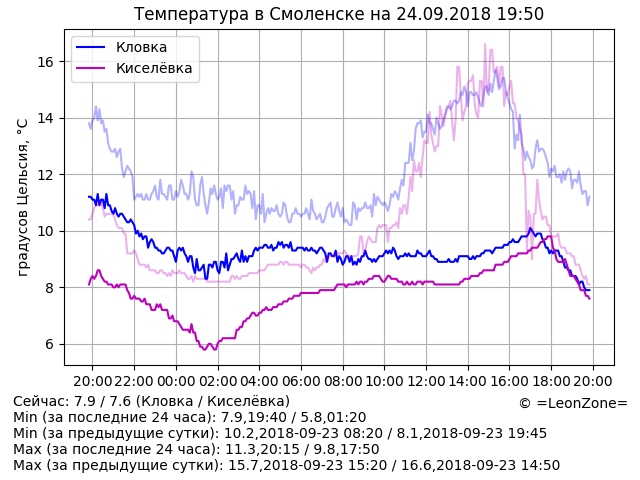 Температура в Смоленске на 24.09.2018 19:50
Кловка
Киселёвка
градусов Цельсия, °C
16
14
12
10
8
6
20:00 22:00 00:00 02:00 04:00 06:00 08:00 10:00 12:00 14:00 16:00 18:00 20:00
Сейчас: 7.9 / 7.6 (Кловка / Киселёвка)
© =LeonZone=
Min (за последние 24 часа): 7.9,19:40 / 5.8,01:20
Min (за предыдущие сутки): 10.2,2018-09-23 08:20 / 8.1,2018-09-23 19:45
Max (за последние 24 часа): 11.3,20:15 / 9.8,17:50
Max (за предыдущие сутки): 15.7,2018-09-23 15:20 / 16.6,2018-09-23 14:50